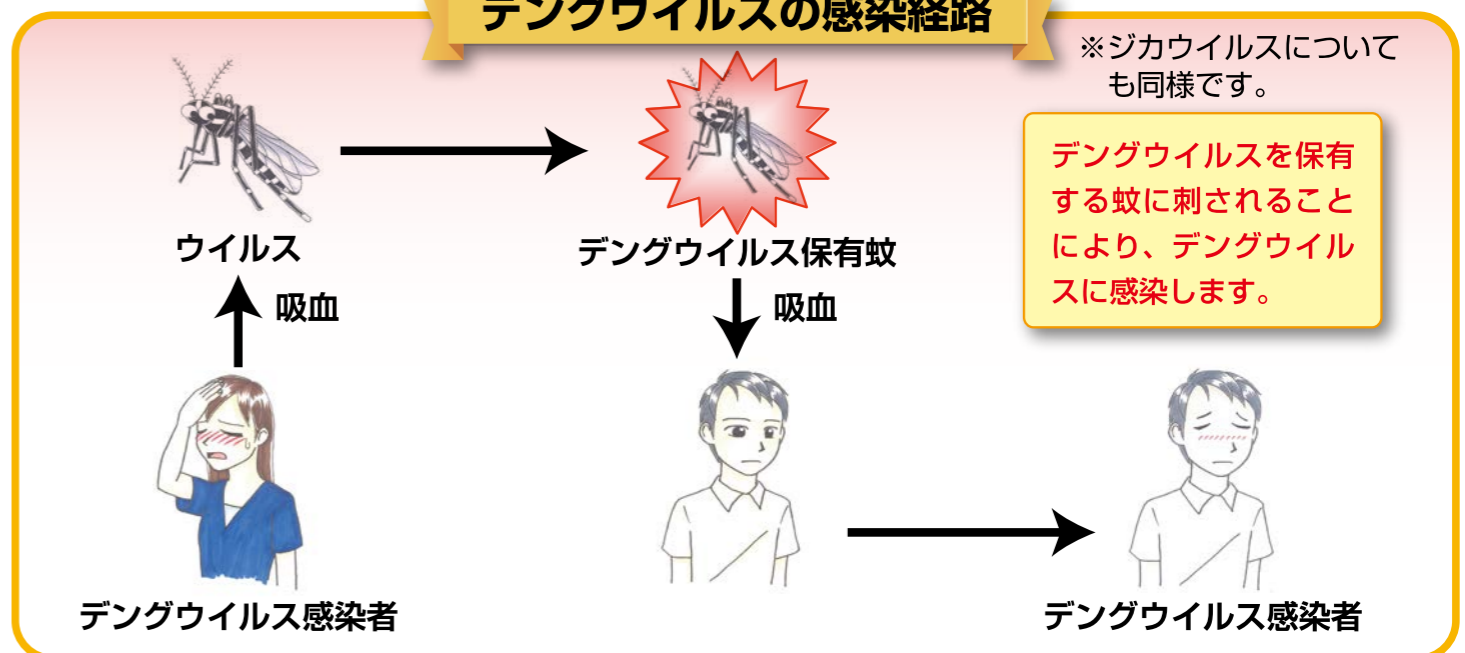 デングウイルスの感染経路
※ジカウイルスについて
も同様です。
デングウイルスを保有
する蚊に刺されること
により、デングウイル
スに感染します。
ウイルス
デングウイルス保有蚊
吸血
吸血
デングウイルス感染者
デングウイルス感染者